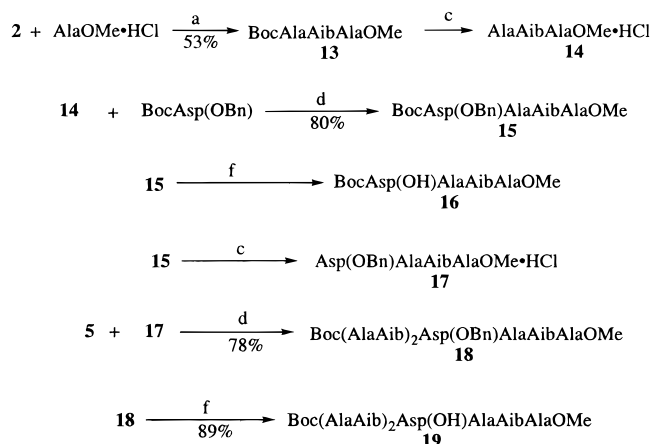 2 + AlaOMe•HCl a 53% BocAlaAibAlaOMe c AlaAibAlaOMe•HCl
13 14
14 + BocAsp(OBn) d 80% BocAsp(OBn)AlaAibAlaOMe
15
15 f BocAsp(OH)AlaAibAlaOMe
16
15 c Asp(OBn)AlaAibAlaOMe•HCl
17
5 + 17 d 78% Boc(AlaAib)₂Asp(OBn)AlaAibAlaOMe
18
18 f 89% Boc(AlaAib)₂Asp(OH)AlaAibAlaOMe
19